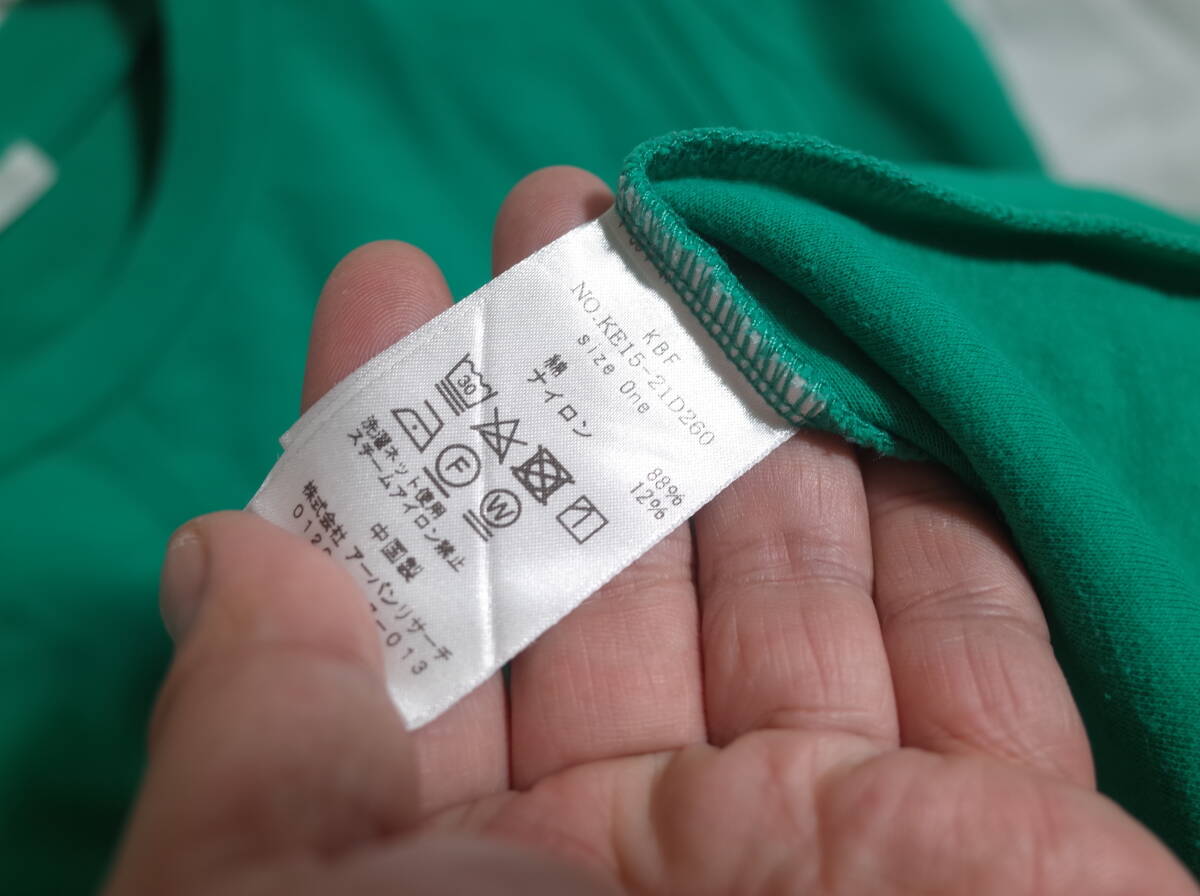 KBF
NO.KE15-21D260
size One
綿 88%
ナイロン 12%
30
F
W
洗濯ネット使用
スチームアイロン禁止
中国製
株式会社 アーバンリサーチ
-013